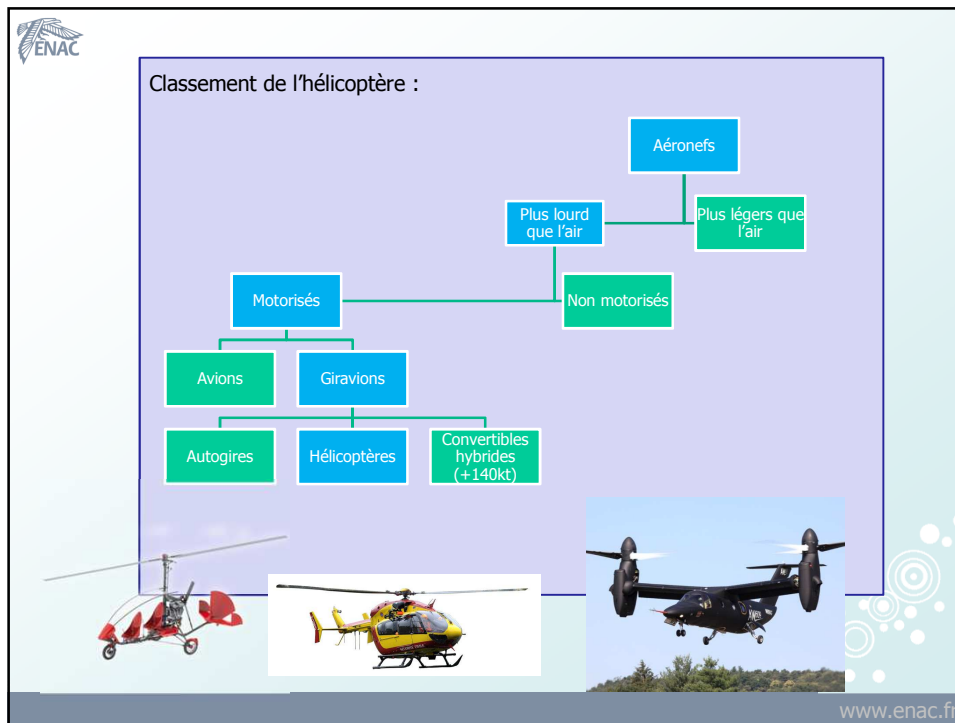 ENAC
Classement de l’hélicoptère :
Aéronefs
Plus lourd
que l’air
Plus légers que
l’air
Motorisés
Non motorisés
Avions
Giravions
Autogires
Hélicoptères
Convertibles
hybrides
(+140kt)
www.enac.fr